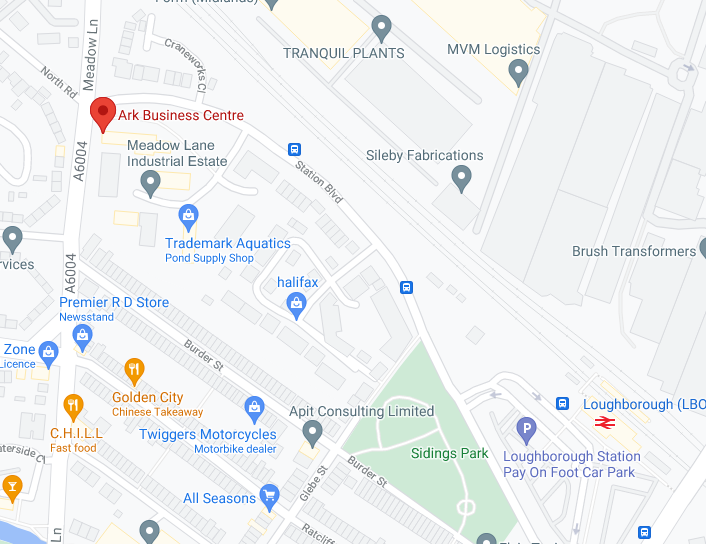 Form (Midlands)
Craneworks Cl
Meadow Ln
North Rd
TRANQUIL PLANTS
MVM Logistics
Ark Business Centre
A6004
Meadow Lane
Industrial Estate
Station Blvd
Sileby Fabrications
Trademark Aquatics
Pond Supply Shop
Brush Transformers
rvices
A6004
halifax
Premier R D Store
Newsstand
Zone
Licence
Burder St
Golden City
Chinese Takeaway
C.H.I.L.L
Fast food
Twiggers Motorcycles
Motorbike dealer
Apit Consulting Limited
Loughborough (LBO
P
Loughborough Station
Pay On Foot Car Park
Sidings Park
aterside C
Burder St
Glebe St
All Seasons
Ratcliff
Ln